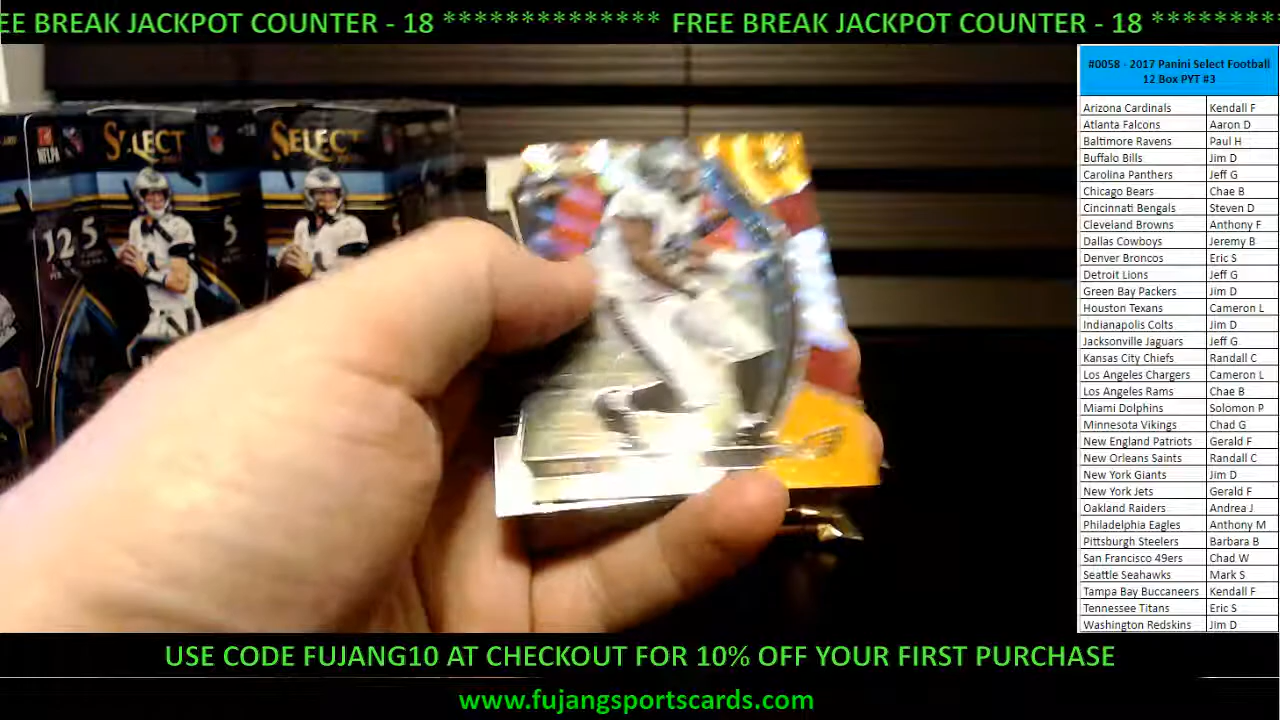 EE BREAK JACKPOT COUNTER - 18 ************** FREE BREAK JACKPOT COUNTER - 18 ********
#0058 - 2017 Panini Select Football
12 Box PYT #3
Arizona Cardinals Kendall F
Atlanta Falcons Aaron D
Baltimore Ravens Paul H
Buffalo Bills Jim D
Carolina Panthers Jeff G
Chicago Bears Chae B
Cincinnati Bengals Steven D
Cleveland Browns Anthony F
Dallas Cowboys Jeremy B
Denver Broncos Eric S
Detroit Lions Jeff G
Green Bay Packers Jim D
Houston Texans Cameron L
Indianapolis Colts Jim D
Jacksonville Jaguars Jeff G
Kansas City Chiefs Randall C
Los Angeles Chargers Cameron L
Los Angeles Rams Chae B
Miami Dolphins Solomon P
Minnesota Vikings Chad G
New England Patriots Gerald F
New Orleans Saints Randall C
New York Giants Jim D
New York Jets Gerald F
Oakland Raiders Andrea J
Philadelphia Eagles Anthony M
Pittsburgh Steelers Barbara B
San Francisco 49ers Chad W
Seattle Seahawks Mark S
Tampa Bay Buccaneers Kendall F
Tennessee Titans Eric S
Washington Redskins Jim D
NFL
SELECT
SELECT
12 5
5
USE CODE FUJANG10 AT CHECKOUT FOR 10% OFF YOUR FIRST PURCHASE
www.fujangsportscards.com